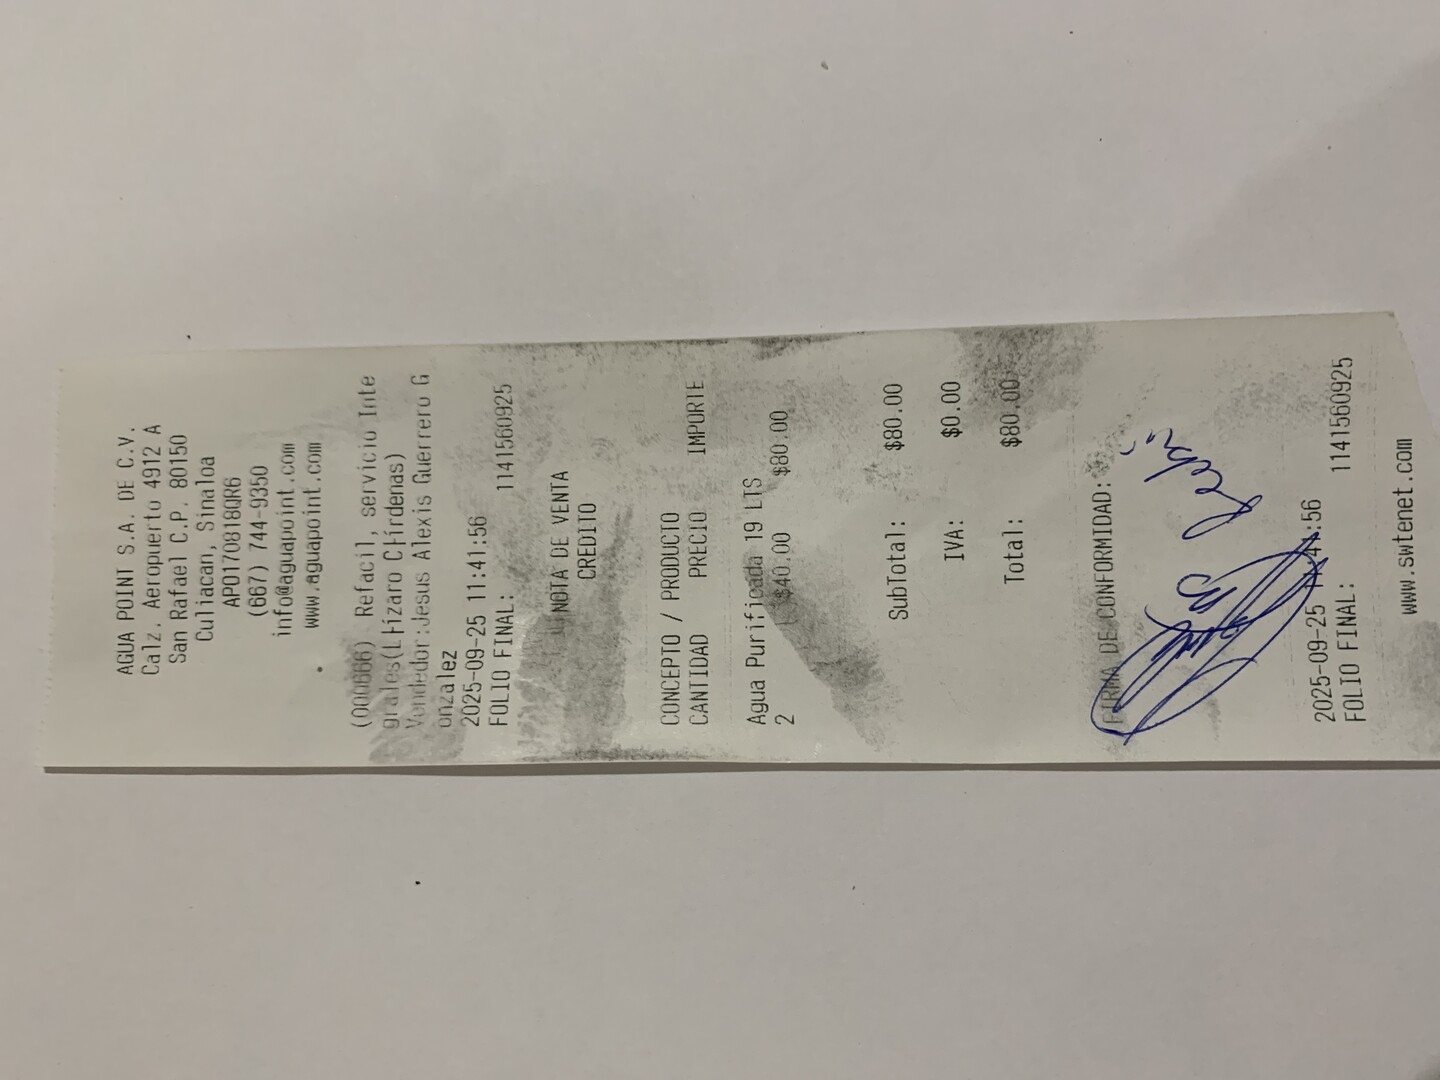 AGUA POINT S.A. DE C.V.
Calz. Aeropuerto 4912 A
San Rafael C.P. 80150
Culiacan, Sinaloa
APO170818QR6
(667) 744-9350
info@aguapoint.com
www.aguapoint.com
(000666) Refacil, servicio Inte
grales(L
Vendedor:Jesus Alexis Guerrero G
onzalez
2025-09-25 11:41:56
FOLIO FINAL: 1141560925
NOTA DE VENTA
CREDITO
CONCEPTO / PRODUCTO
CANTIDAD PRECIO IMPORTE
Agua Purificada 19 LTS
2 $40.00 $80.00
SubTotal: $80.00
IVA: $0.00
Total: $80.00
FIRMA DE CONFORMIDAD:
2025-09-25 11:41:56
FOLIO FINAL: 1141560925
www.swtenet.com